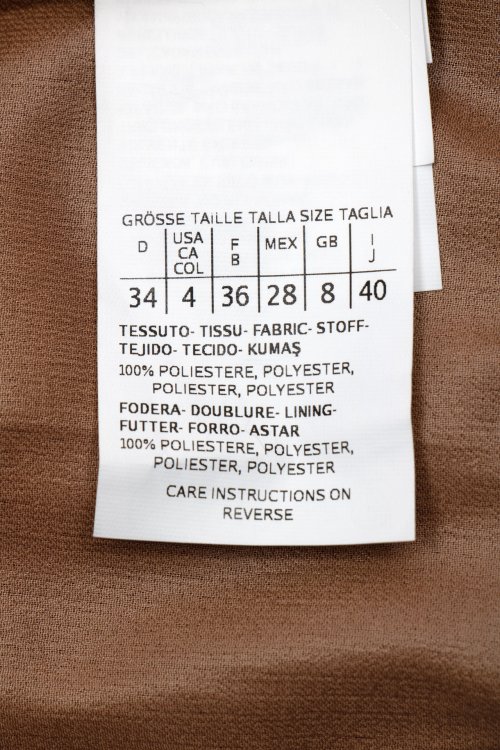 GRÖSSE TAILLE TALLA SIZE TAGLIA
D USA CA COL F B MEX GB I J
34 4 36 28 8 40
TESSUTO- TISSU- FABRIC- STOFF-
TEJIDO- TECIDO- KUMAŞ
100% POLIESTERE, POLYESTER,
POLIESTER, POLYESTER
FODERA- DOUBLURE- LINING-
FUTTER- FORRO- ASTAR
100% POLIESTERE, POLYESTER,
POLIESTER, POLYESTER
CARE INSTRUCTIONS ON
REVERSE